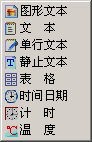 图形文本
文　本
单行文本
静止文本
表　格
时间日期
计　时
温　度